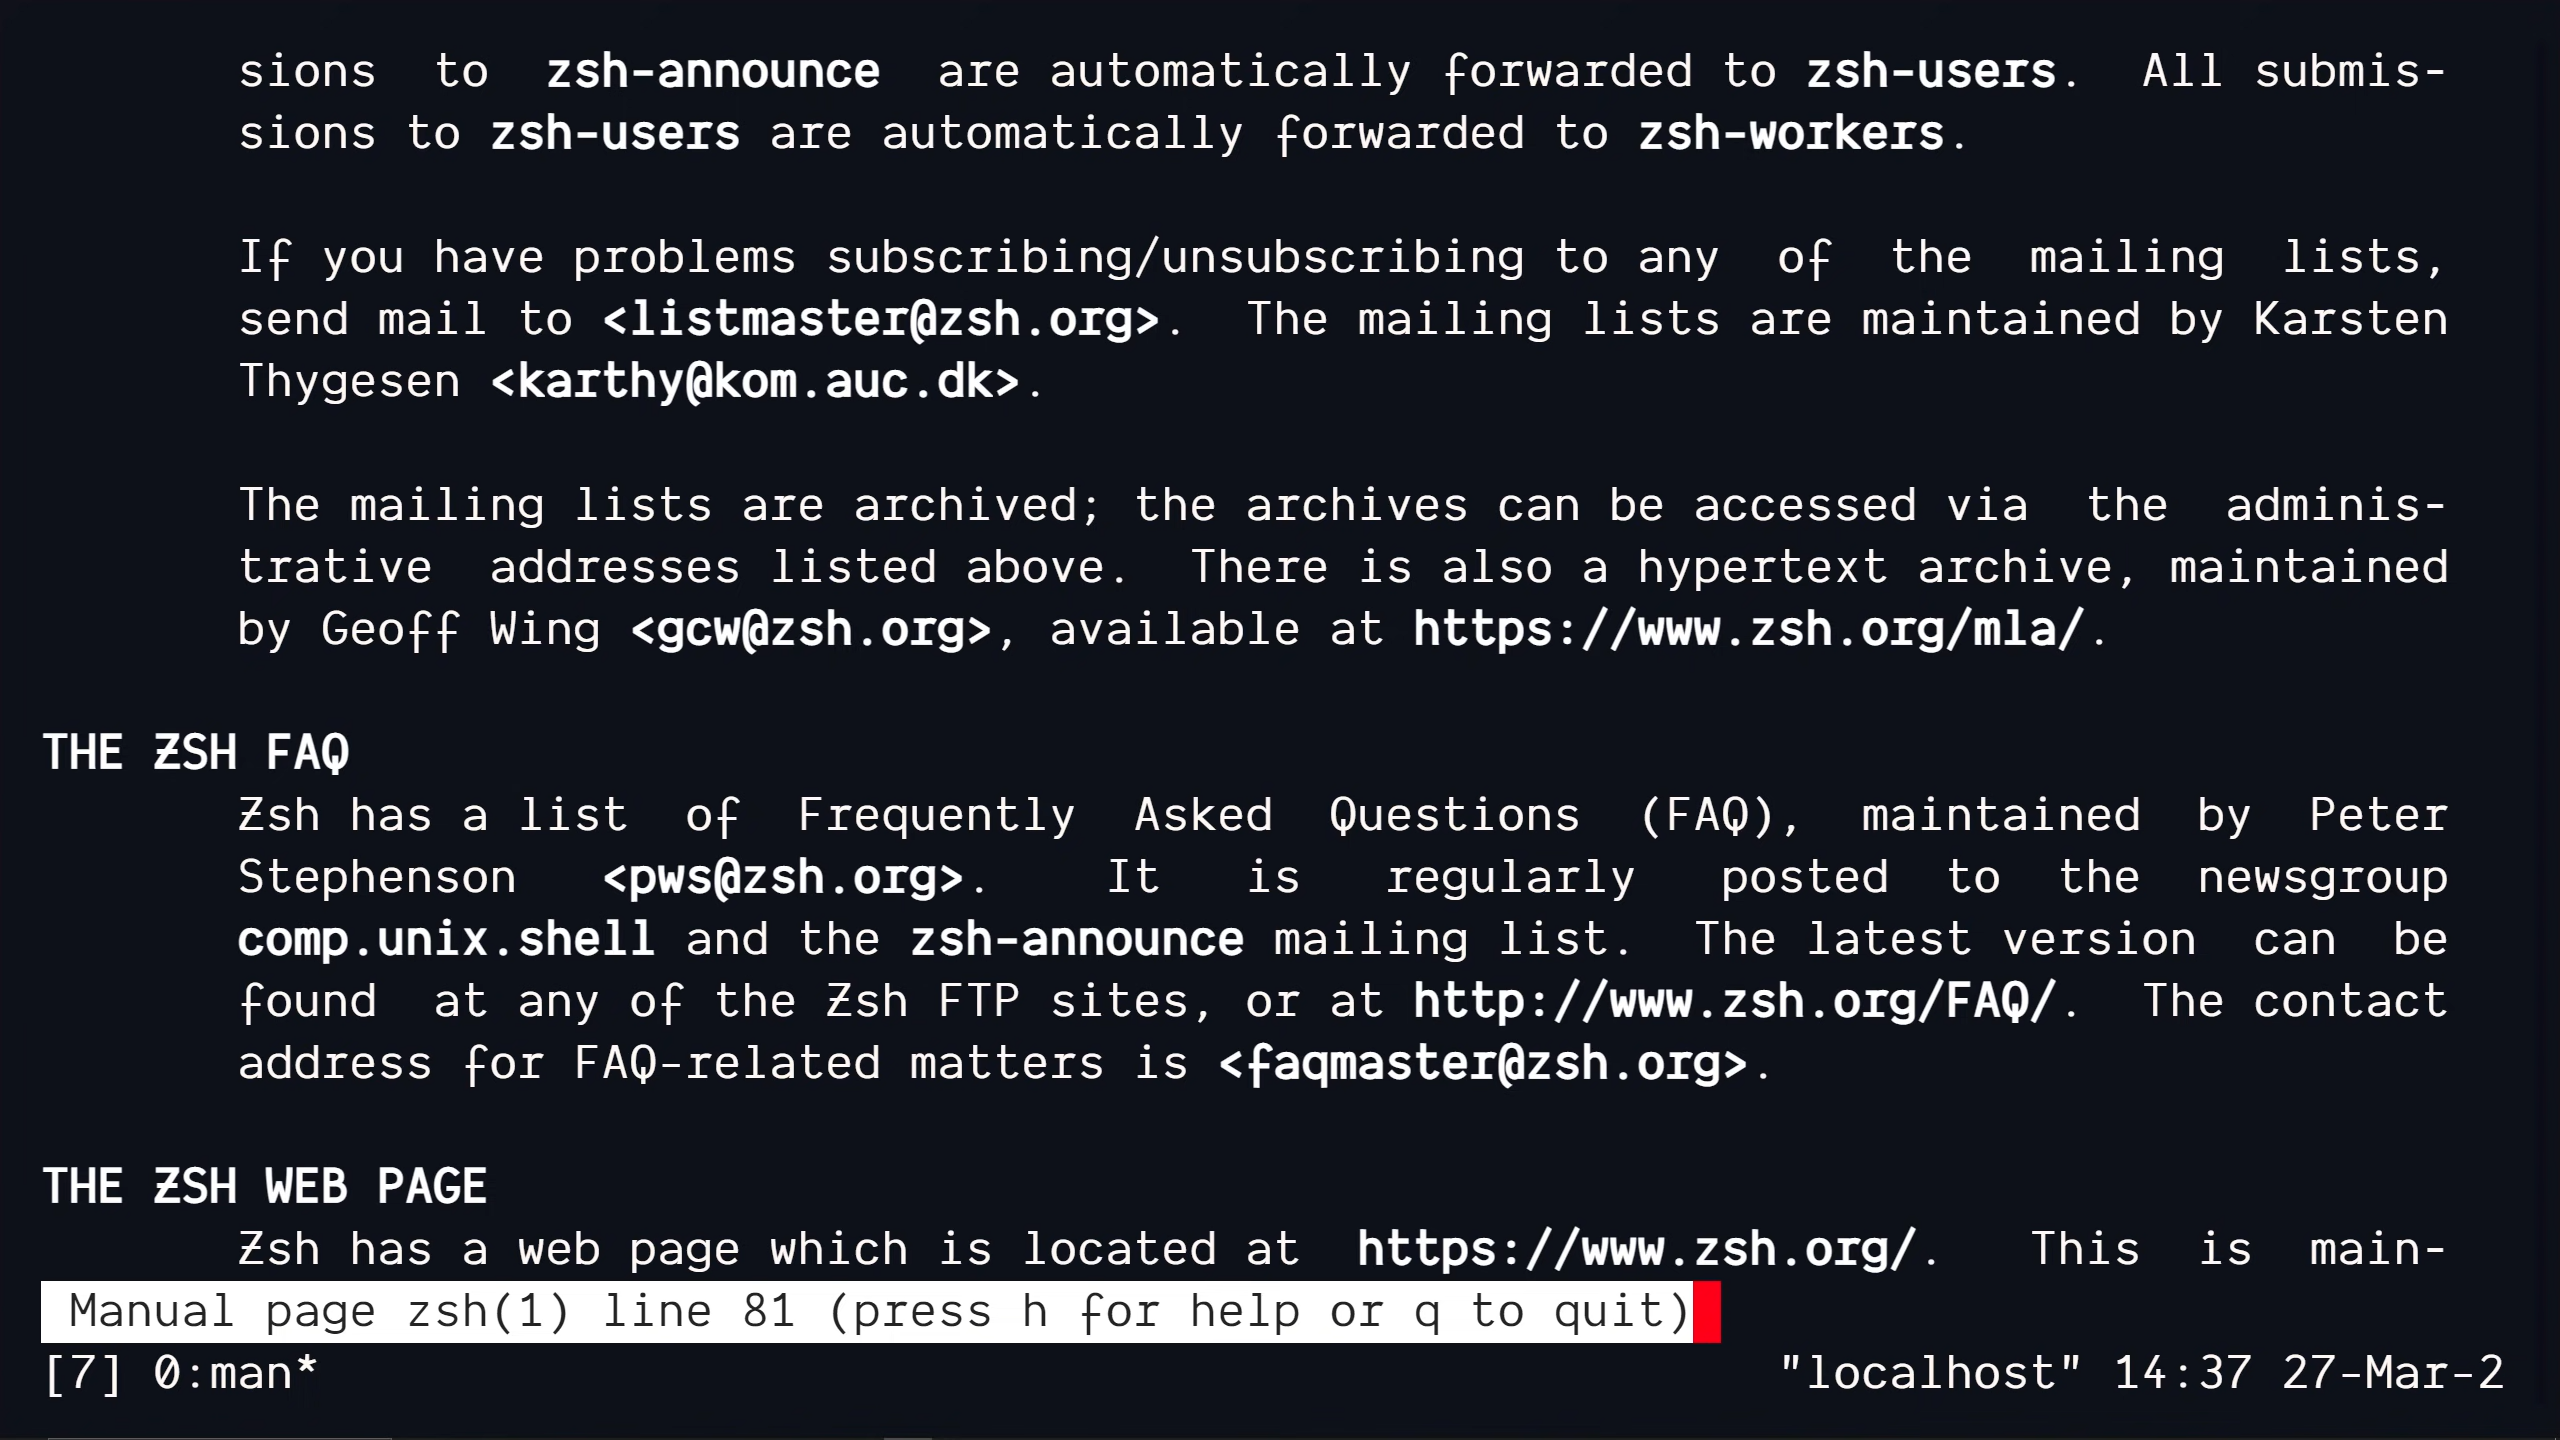 sions to zsh-announce are automatically forwarded to zsh-users. All submis-
sions to zsh-users are automatically forwarded to zsh-workers.
If you have problems subscribing/unsubscribing to any of the mailing lists,
send mail to <listmaster@zsh.org>. The mailing lists are maintained by Karsten
Thygesen <karthy@kom.auc.dk>.
The mailing lists are archived; the archives can be accessed via the adminis-
trative addresses listed above. There is also a hypertext archive, maintained
by Geoff Wing <gcw@zsh.org>, available at https://www.zsh.org/mla/.
THE ZSH FAQ
Zsh has a list of Frequently Asked Questions (FAQ), maintained by Peter
Stephenson <pws@zsh.org>. It is regularly posted to the newsgroup
comp.unix.shell and the zsh-announce mailing list. The latest version can be
found at any of the Zsh FTP sites, or at http://www.zsh.org/FAQ/. The contact
address for FAQ-related matters is <faqmaster@zsh.org>.
THE ZSH WEB PAGE
Zsh has a web page which is located at https://www.zsh.org/. This is main-
Manual page zsh(1) line 81 (press h for help or q to quit)
[7] 0:man* "localhost" 14:37 27-Mar-2